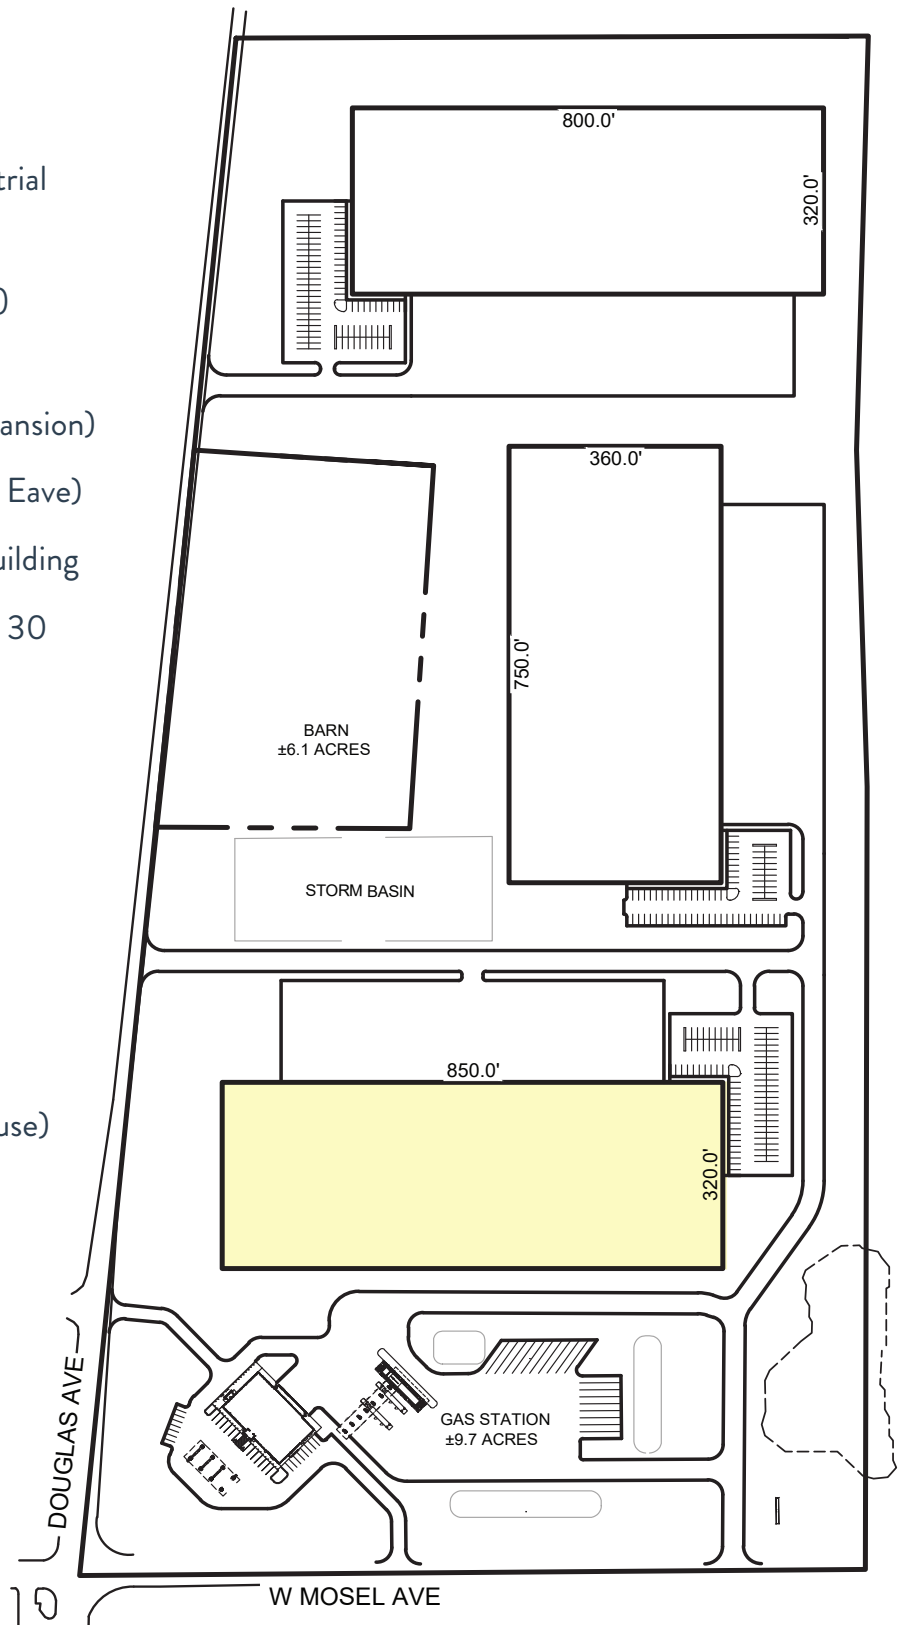 800.0'
320.0'
trial
0
ansion)
Eave)
uilding
30
360.0'
750.0'
BARN
±6.1 ACRES
STORM BASIN
850.0'
320.0'
use)
DOUGLAS AVE
GAS STATION
±9.7 ACRES
W MOSEL AVE